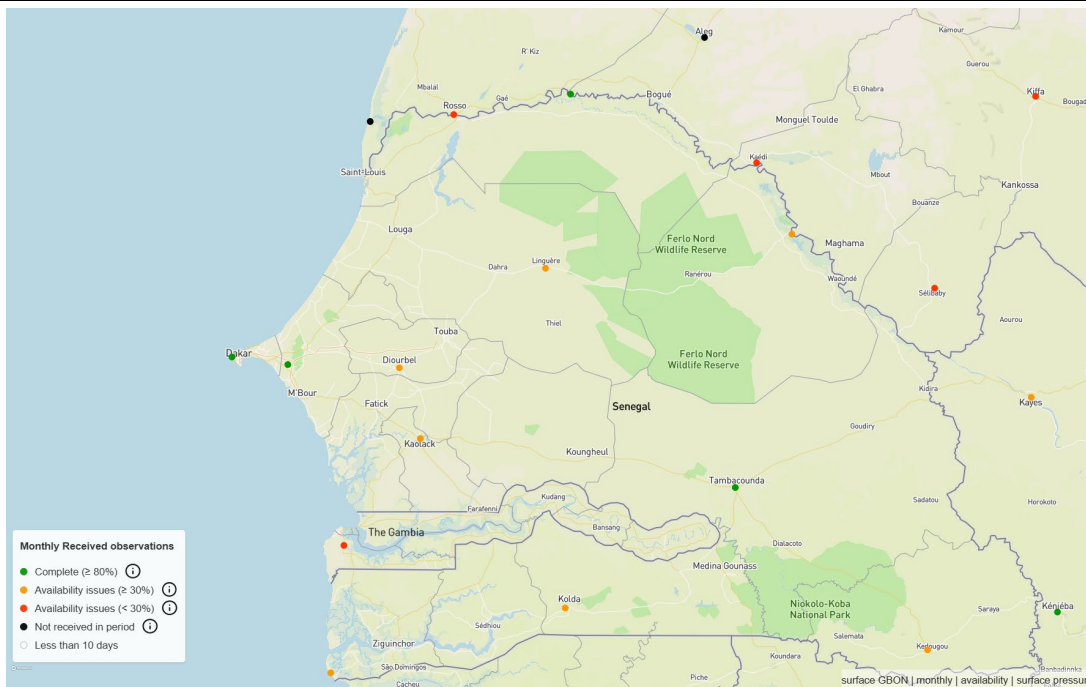 Aleg
Kamour
R' Kiz
Guerou
Mbalal
Gaé
Bogué
El Ghabra
Kiffa
Bougad
Rosso
Monguel Toulde
Kaédi
Saint-Louis
Mbout
Kankossa
Bouanze
Louga
Ferlo Nord
Wildlife Reserve
Maghama
Linguère
Dahra
Ranérou
Waoundé
Sélibaby
Aourou
Thiel
Touba
Dakar
Diourbel
Ferlo Nord
Wildlife Reserve
M'Bour
Fatick
Senegal
Kidira
Kayes
Kaolack
Koungheul
Goudiry
Tambacounda
Kudang
Sadatou
Horokoto
Farafenni
The Gambia
Bansang
Dialacoto
Medina Gounass
Monthly Received observations
Complete (≥ 80%)
Availability issues (≥ 30%)
Availability issues (< 30%)
Not received in period
Less than 10 days
Kolda
Niokolo-Koba
National Park
Saraya
Kéniéba
Sédhiou
Salemata
Ziguinchor
Kedougou
Koundara
São Domingos
Cacheu
Piche
surface GBON | monthly | availability | surface pressur